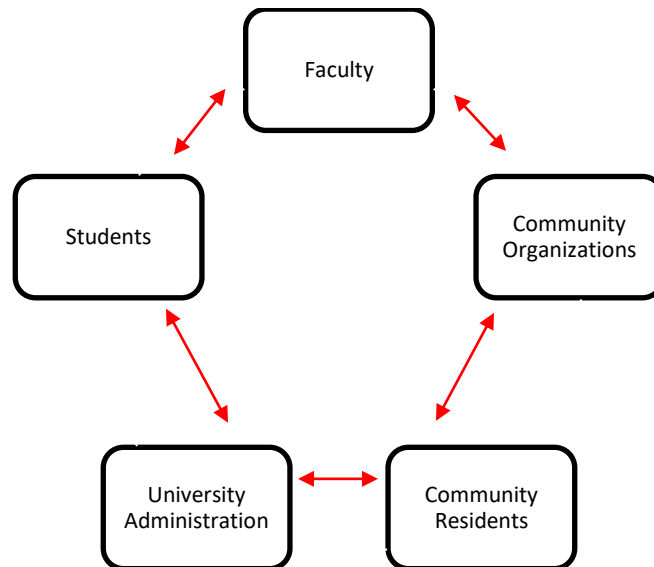 Faculty
Students
Community
Organizations
University
Administration
Community
Residents